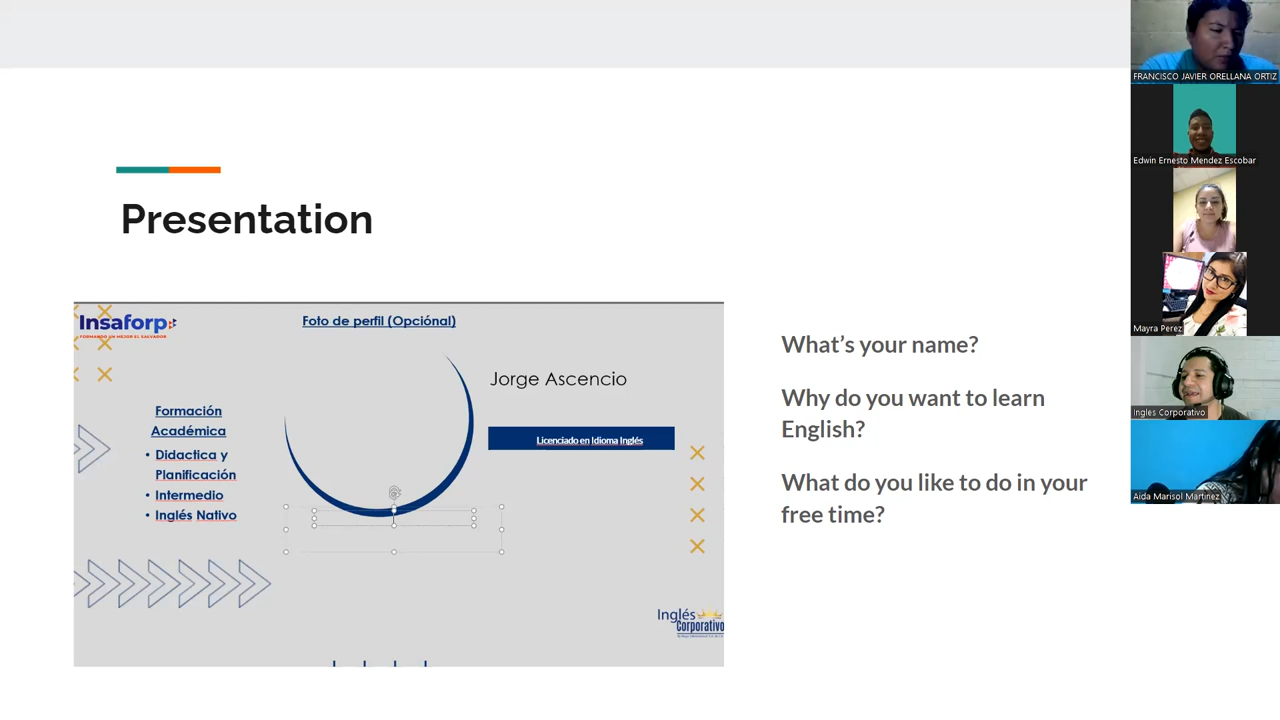 Presentation
Insaforp
FORMANDO UN MEJOR EL SALVADOR
Foto de perfil (Opciónal)
Jorge Ascencio
Licenciado en Idioma Inglés
Formación
Académica
• Didactica y
Planificación
• Intermedio
• Inglés Nativo
Inglés
Corporativo
What's your name?
Why do you want to learn
English?
What do you like to do in your
free time?
FRANCISCO JAVIER ORELLANA ORTIZ
Edwin Ernesto Mendez Escobar
Mayra Perez
Ingles Corporativo
Aida Marisol Martinez